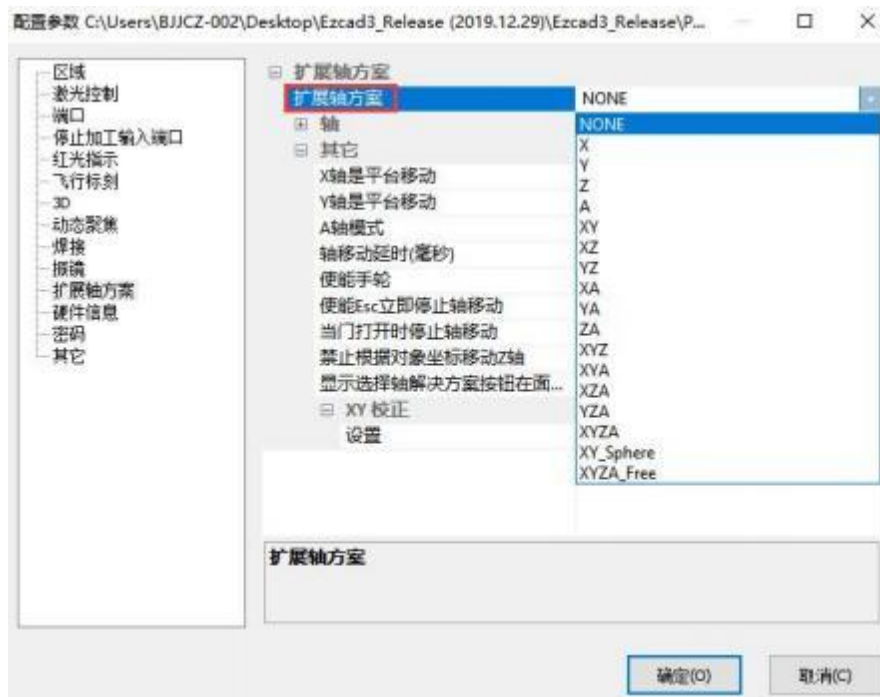 配置参数 C:\Users\BJJCZ-002\Desktop\Ezcad3_Release (2019.12.29)\Ezcad3_Release\P...
区域
激光控制
端口
停止加工输入端口
红光指示
飞行标刻
3D
动态聚焦
焊接
振镜
扩展轴方案
硬件信息
密码
其它
扩展轴方案
扩展轴方案 NONE
轴
其它
X轴是平台移动
Y轴是平台移动
A轴模式
轴移动延时(毫秒)
使能手轮
使能Esc立即停止轴移动
当门打开时停止轴移动
禁止根据对象坐标移动Z轴
显示选择轴解决方案按钮在面...
XY 校正
设置
NONE
X
Y
Z
A
XY
XZ
YZ
XA
YA
ZA
XYZ
XYA
XZA
YZA
XYZA
XY_Sphere
XYZA_Free
扩展轴方案
确定(O) 取消(C)